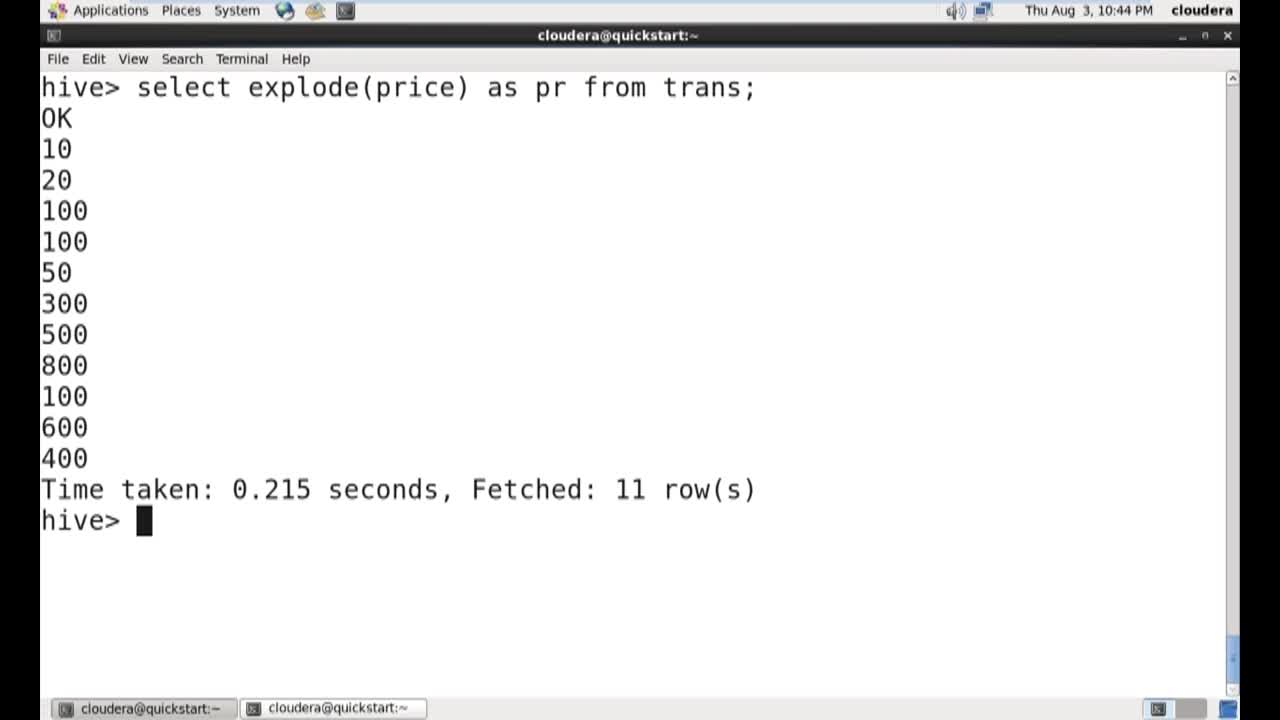 Applications Places System Thu Aug 3, 10:44 PM cloudera
cloudera@quickstart:~
File Edit View Search Terminal Help
hive> select explode(price) as pr from trans;
OK
10
20
100
100
50
300
500
800
100
600
400
Time taken: 0.215 seconds, Fetched: 11 row(s)
hive>
cloudera@quickstart:~ cloudera@quickstart:~